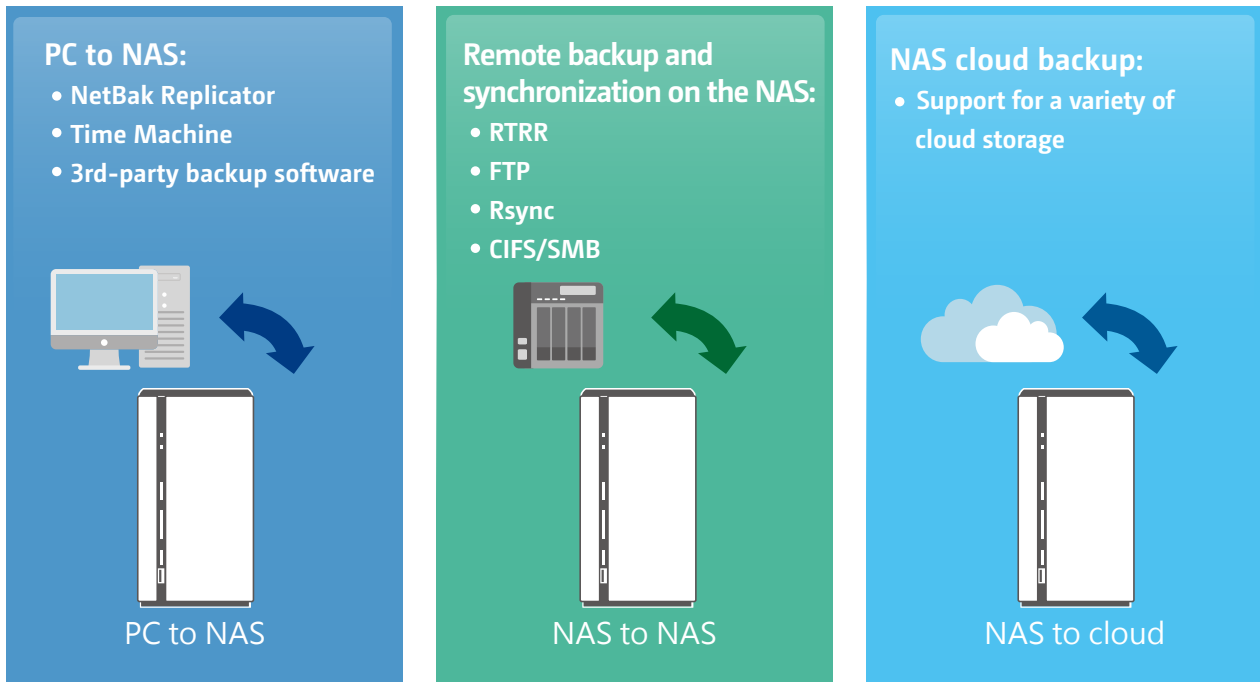 PC to NAS:
• NetBak Replicator
• Time Machine
• 3rd-party backup software
PC to NAS
Remote backup and
synchronization on the NAS:
• RTRR
• FTP
• Rsync
• CIFS/SMB
NAS to NAS
NAS cloud backup:
• Support for a variety of
cloud storage
NAS to cloud